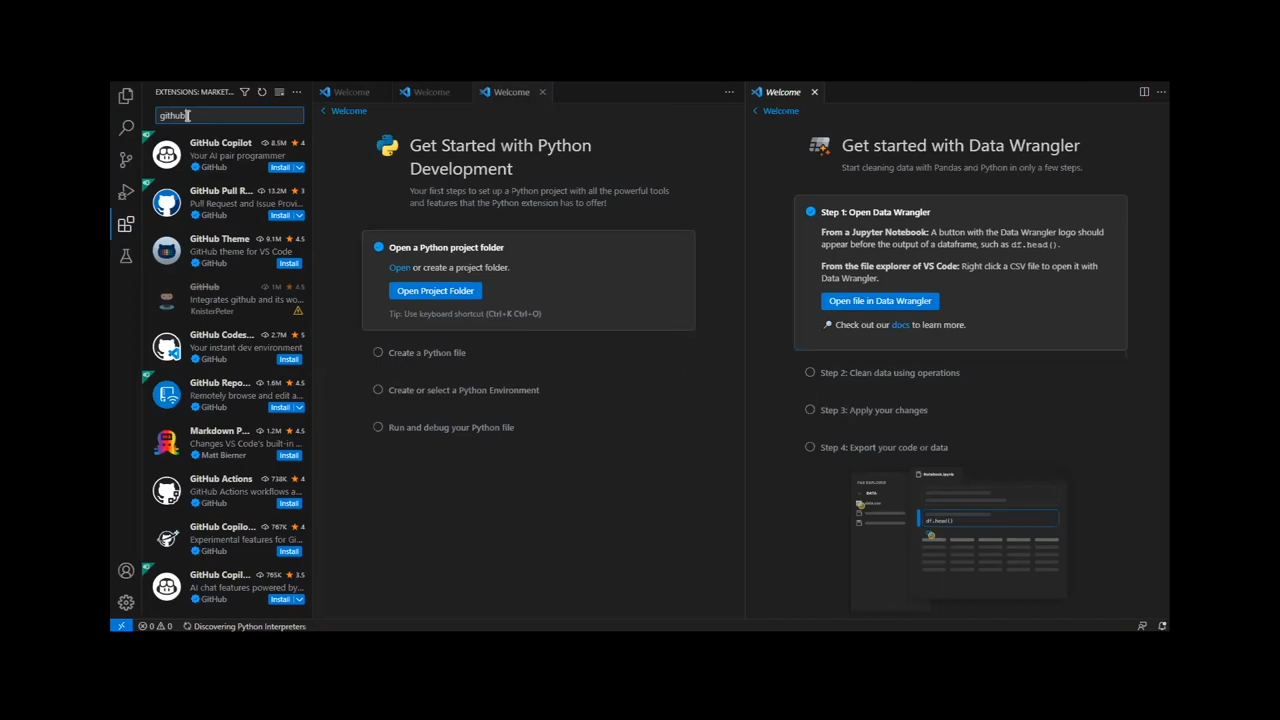 EXTENSIONS: MARKET...
github
GitHub Copilot 8.5M 4
Your AI pair programmer
GitHub Install
GitHub Pull R... 13.2M 3
Pull Request and Issue Provi...
GitHub Install
GitHub Theme 9.1M 4.5
GitHub theme for VS Code
GitHub Install
GitHub 1M 4.5
Integrates github and its wo...
KnisterPeter
GitHub Codes... 2.7M 5
Your instant dev environment
GitHub Install
GitHub Repo... 1.6M 4.5
Remotely browse and edit a...
GitHub Install
Markdown P... 1.2M 4.5
Changes VS Code's built-in ...
Matt Bierner Install
GitHub Actions 738K 4
GitHub Actions workflows a...
GitHub Install
GitHub Copilo... 767K 4
Experimental features for Gi...
GitHub Install
GitHub Copil... 765K 3.5
AI chat features powered by...
GitHub Install
Welcome Welcome Welcome
Welcome
Get Started with Python
Development
Your first steps to set up a Python project with all the powerful tools
and features that the Python extension has to offer!
Open a Python project folder
Open or create a project folder.
Open Project Folder
Tip: Use keyboard shortcut (Ctrl+K Ctrl+O)
Create a Python file
Create or select a Python Environment
Run and debug your Python file
Welcome
Welcome
Get started with Data Wrangler
Start cleaning data with Pandas and Python in only a few steps.
Step 1: Open Data Wrangler
From a Jupyter Notebook: A button with the Data Wrangler logo should
appear before the output of a dataframe, such as df.head().
From the file explorer of VS Code: Right click a CSV file to open it with
Data Wrangler.
Open file in Data Wrangler
Check out our docs to learn more.
Step 2: Clean data using operations
Step 3: Apply your changes
Step 4: Export your code or data
FILE EXPLORER
DATA
Notebook.ipynb
df.head()
0 0 Discovering Python Interpreters